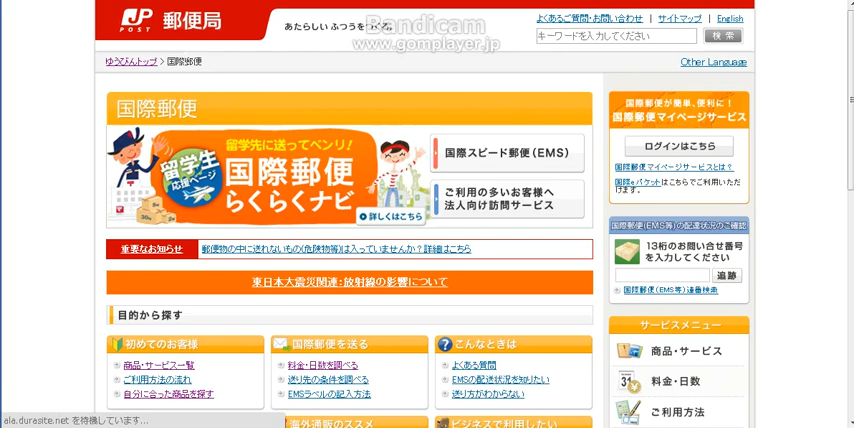 JP
POST
郵便局
あたらしい ふつうをつくる。
Bandicam
www.gomplayer.jp
よくあるご質問・お問い合わせ | サイトマップ | English
キーワードを入力してください
検 索
ゆうびんトップ > 国際郵便
Other Language
国際郵便
留学先に送ってベンリ!
留学生
応援ページ
国際郵便
らくらくナビ
詳しくはこちら
国際スピード郵便(EMS)
ご利用の多いお客様へ
法人向け訪問サービス
国際郵便が簡単、便利に!
国際郵便マイページサービス
ログインはこちら
国際郵便マイページサービスとは?
国際eパケットはこちらでご利用いただ
けます。
重要なお知らせ
郵便物の中に送れないもの(危険物等)は入っていませんか?詳細はこちら
東日本大震災関連:放射線の影響について
国際郵便(EMS等)の配達状況のご確認
13桁のお問い合せ番号
を入力してください
追跡
国際郵便(EMS等)連番検索
目的から探す
初めてのお客様
商品・サービス一覧
ご利用方法の流れ
自分に合った商品を探す
国際郵便を送る
料金・日数を調べる
送り先の条件を調べる
EMSラベルの記入方法
こんなときは
よくある質問
EMSの配送状況を知りたい
送り方がわからない
サービスメニュー
商品・サービス
料金・日数
ご利用方法
海外通販のススメ
ビジネスで利用したい
ala.durasite.net を待機しています...